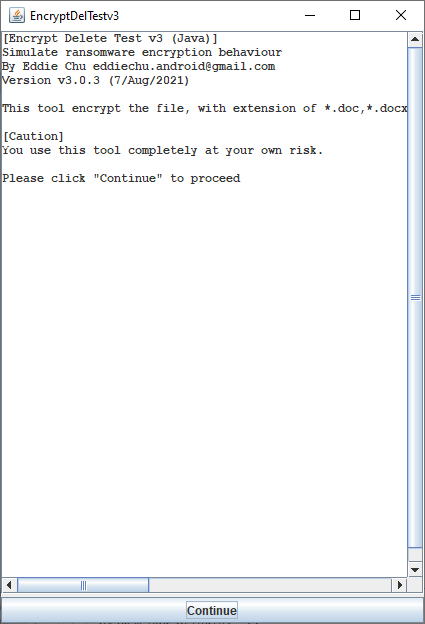 EncryptDelTestv3
[Encrypt Delete Test v3 (Java)]
Simulate ransomware encryption behaviour
By Eddie Chu eddiechu.android@gmail.com
Version v3.0.3 (7/Aug/2021)
This tool encrypt the file, with extension of *.doc,*.docx
[Caution]
You use this tool completely at your own risk.
Please click "Continue" to proceed
Continue